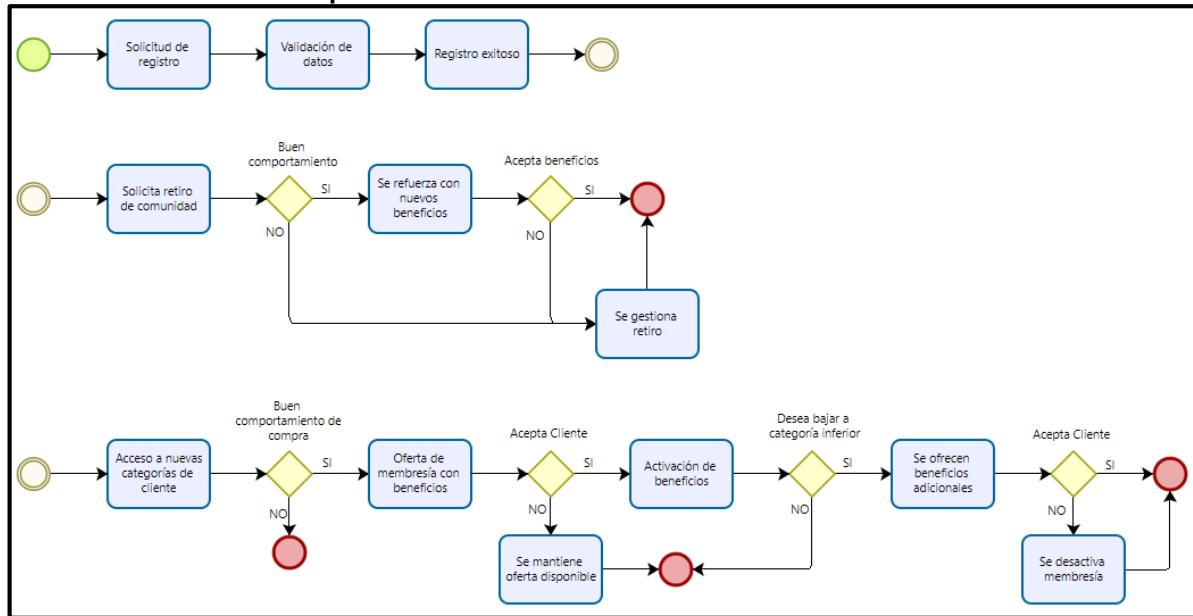 Solicitud de
registro
Validación de
datos
Registro exitoso
Buen
comportamiento
Acepta beneficios
Solicita retiro
de comunidad
SI
Se refuerza con
nuevos
beneficios
SI
NO
NO
Se gestiona
retiro
Buen
comportamiento de
compra
Acepta Cliente
Desea bajar a
categoría inferior
Acepta Cliente
Acceso a nuevas
categorías de
cliente
SI
Oferta de
membresía con
beneficios
SI
Activación de
beneficios
SI
Se ofrecen
beneficios
adicionales
SI
NO
NO
NO
NO
Se mantiene
oferta disponible
Se desactiva
membresía